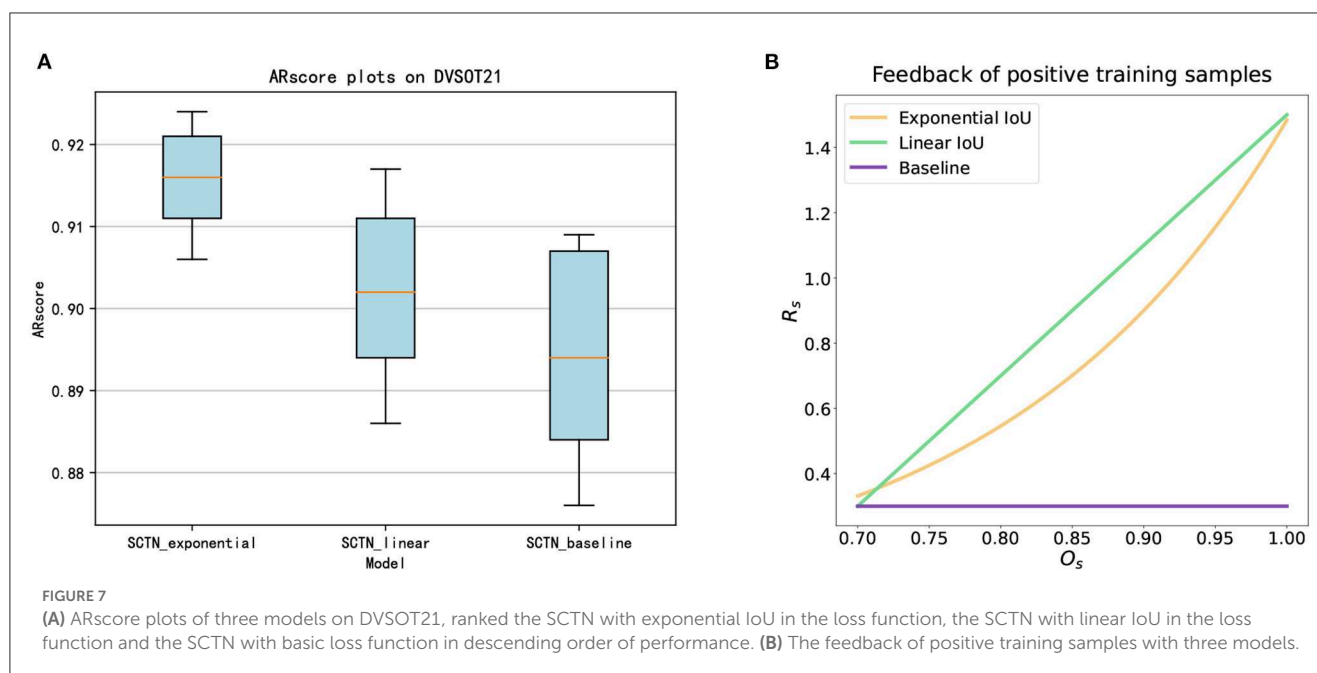 A
ARscore plots on DVSOT21
ARscore
0.92
0.91
0.90
0.89
0.88
SCTN_exponential
SCTN_linear
SCTN_baseline
Model
B
Feedback of positive training samples
Exponential IoU
Linear IoU
Baseline
R_s
1.4
1.2
1.0
0.8
0.6
0.4
0.70 0.75 0.80 0.85 0.90 0.95 1.00
O_s
FIGURE 7
(A) ARscore plots of three models on DVSOT21, ranked the SCTN with exponential IoU in the loss function, the SCTN with linear IoU in the loss
function and the SCTN with basic loss function in descending order of performance. (B) The feedback of positive training samples with three models.